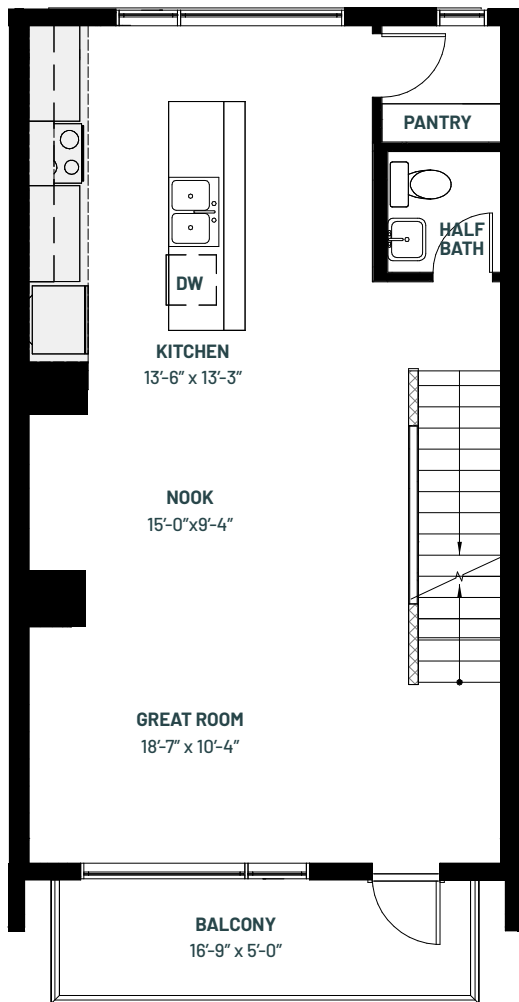 PANTRY
HALF
BATH
DW
KITCHEN
13'-6" x 13'-3"
NOOK
15'-0"x9'-4"
GREAT ROOM
18'-7" x 10'-4"
BALCONY
16'-9" x 5'-0"